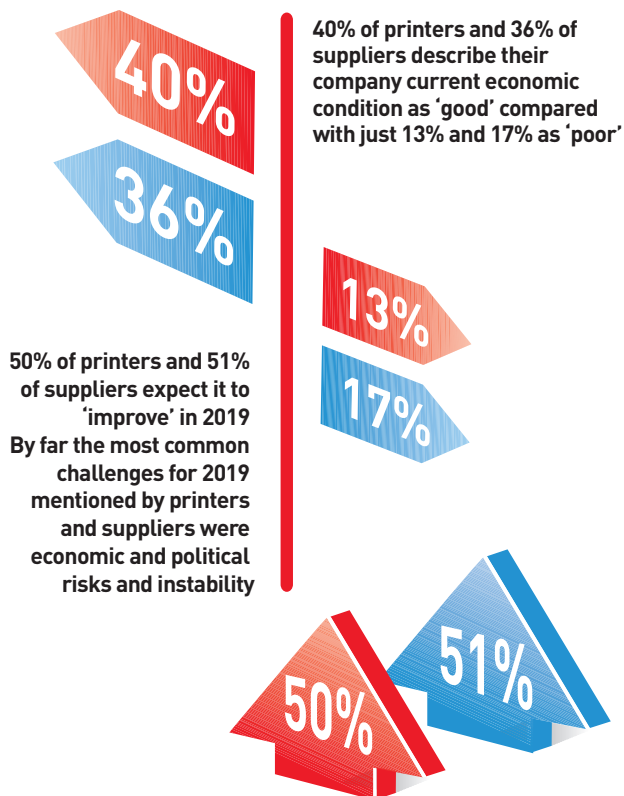 40%
36%
40% of printers and 36% of
suppliers describe their
company current economic
condition as ‘good’ compared
with just 13% and 17% as ‘poor’
13%
17%
50% of printers and 51%
of suppliers expect it to
‘improve’ in 2019
By far the most common
challenges for 2019
mentioned by printers
and suppliers were
economic and political
risks and instability
50%
51%